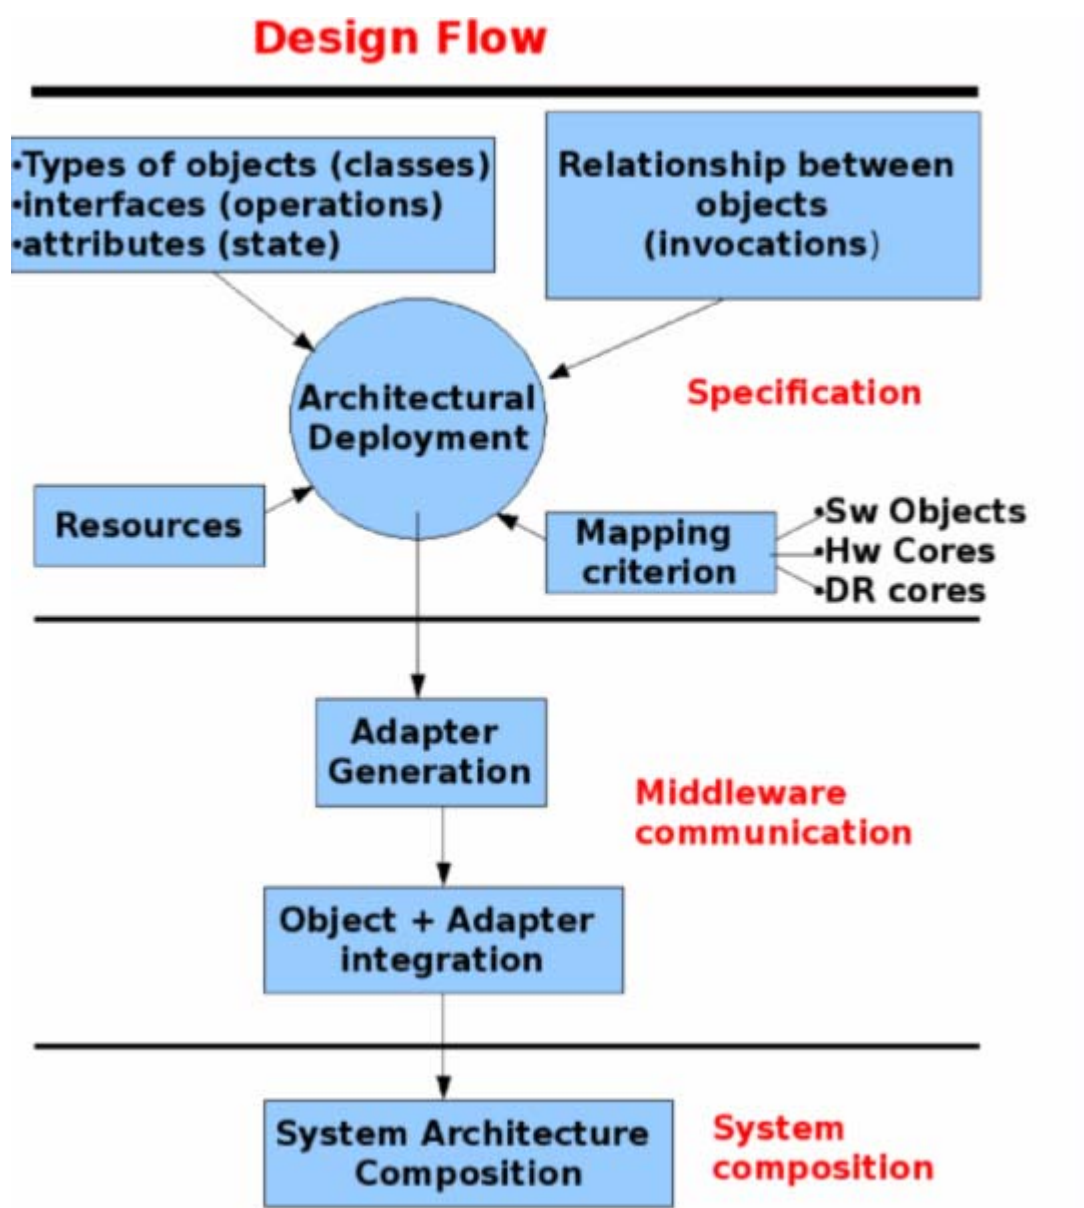 Design Flow
•Types of objects (classes)
•interfaces (operations)
•attributes (state)
Relationship between
objects
(invocations)
Architectural
Deployment
Specification
Resources
Mapping
criterion
•Sw Objects
•Hw Cores
•DR cores
Adapter
Generation
Middleware
communication
Object + Adapter
integration
System Architecture
Composition
System
composition